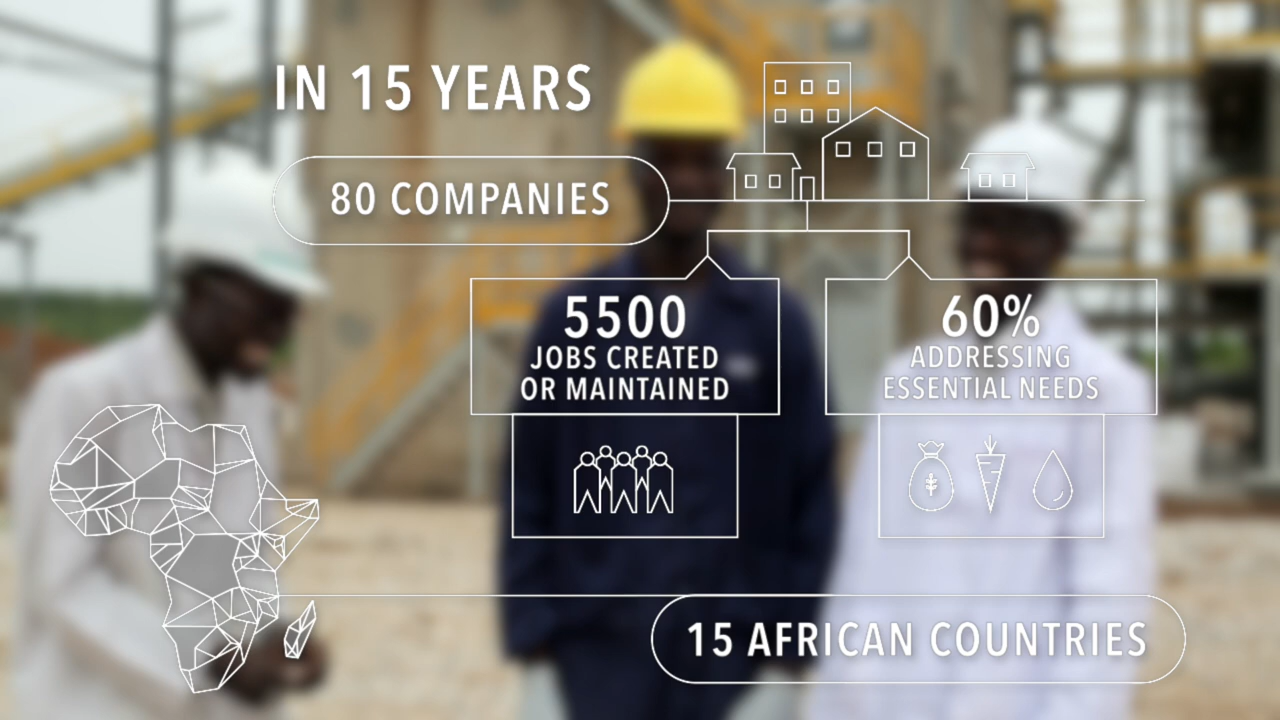 IN 15 YEARS
80 COMPANIES
5500
JOBS CREATED
OR MAINTAINED
60%
ADDRESSING
ESSENTIAL NEEDS
15 AFRICAN COUNTRIES